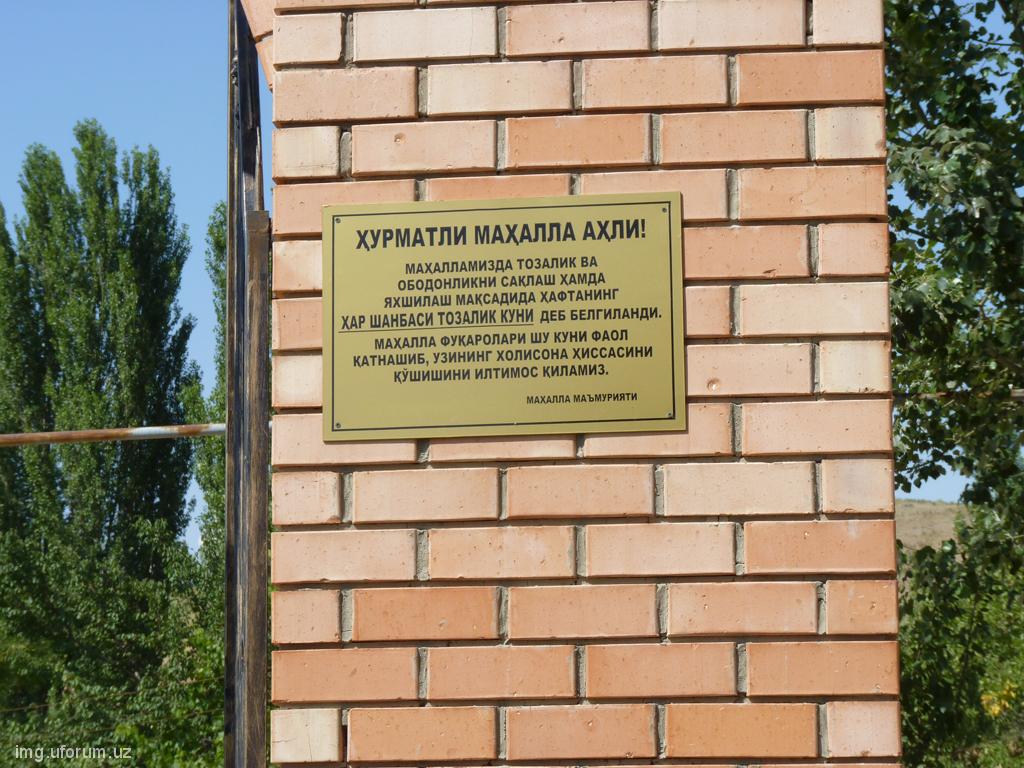 ҲУРМАТЛИ МАҲАЛЛА АҲЛИ!
МАҲАЛЛАМИЗДА ТОЗАЛИК ВА
ОБОДОНЛИКНИ САҚЛАШ ҲАМДА
ЯХШИЛАШ МАҚСАДИДА ҲАФТАНИНГ
ҲАР ШАНБАСИ ТОЗАЛИК КУНИ ДЕБ БЕЛГИЛАНДИ.
МАҲАЛЛА ФУҚАРОЛАРИ ШУ КУНИ ФАОЛ
ҚАТНАШИБ, УЗИНИНГ ХОЛИСОНА ҲИССАСИНИ
ҚЎШИШИНИ ИЛТИМОС ҚИЛАМИЗ.
МАҲАЛЛА МАЪМУРИЯТИ
img.uforum.uz